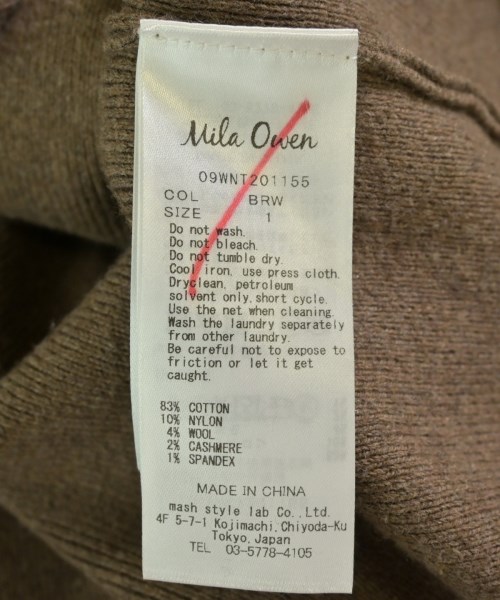 Mila Owen
09WNT201155
COL BRW
SIZE 1
Do not wash.
Do not bleach.
Do not tumble dry.
Cool iron, use press cloth.
Dryclean, petroleum
solvent only, short cycle.
Use the net when cleaning.
Wash the laundry separately
from other laundry.
Be careful not to expose to
friction or let it get
caught.
83% COTTON
10% NYLON
4% WOOL
2% CASHMERE
1% SPANDEX
MADE IN CHINA
mash style lab Co., Ltd.
4F 5-7-1 Kojimachi, Chiyoda-Ku
Tokyo, Japan
TEL 03-5778-4105